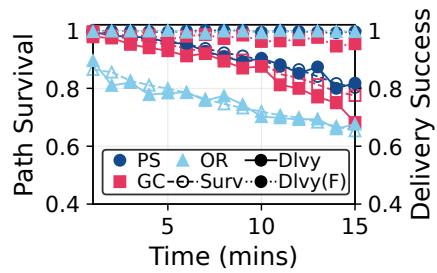 1
0.8
0.6
0.4
Path Survival
1
0.8
0.6
0.4
Delivery Success
PS OR Dlvy
GC Surv Dlvy(F)
5 10 15
Time (mins)